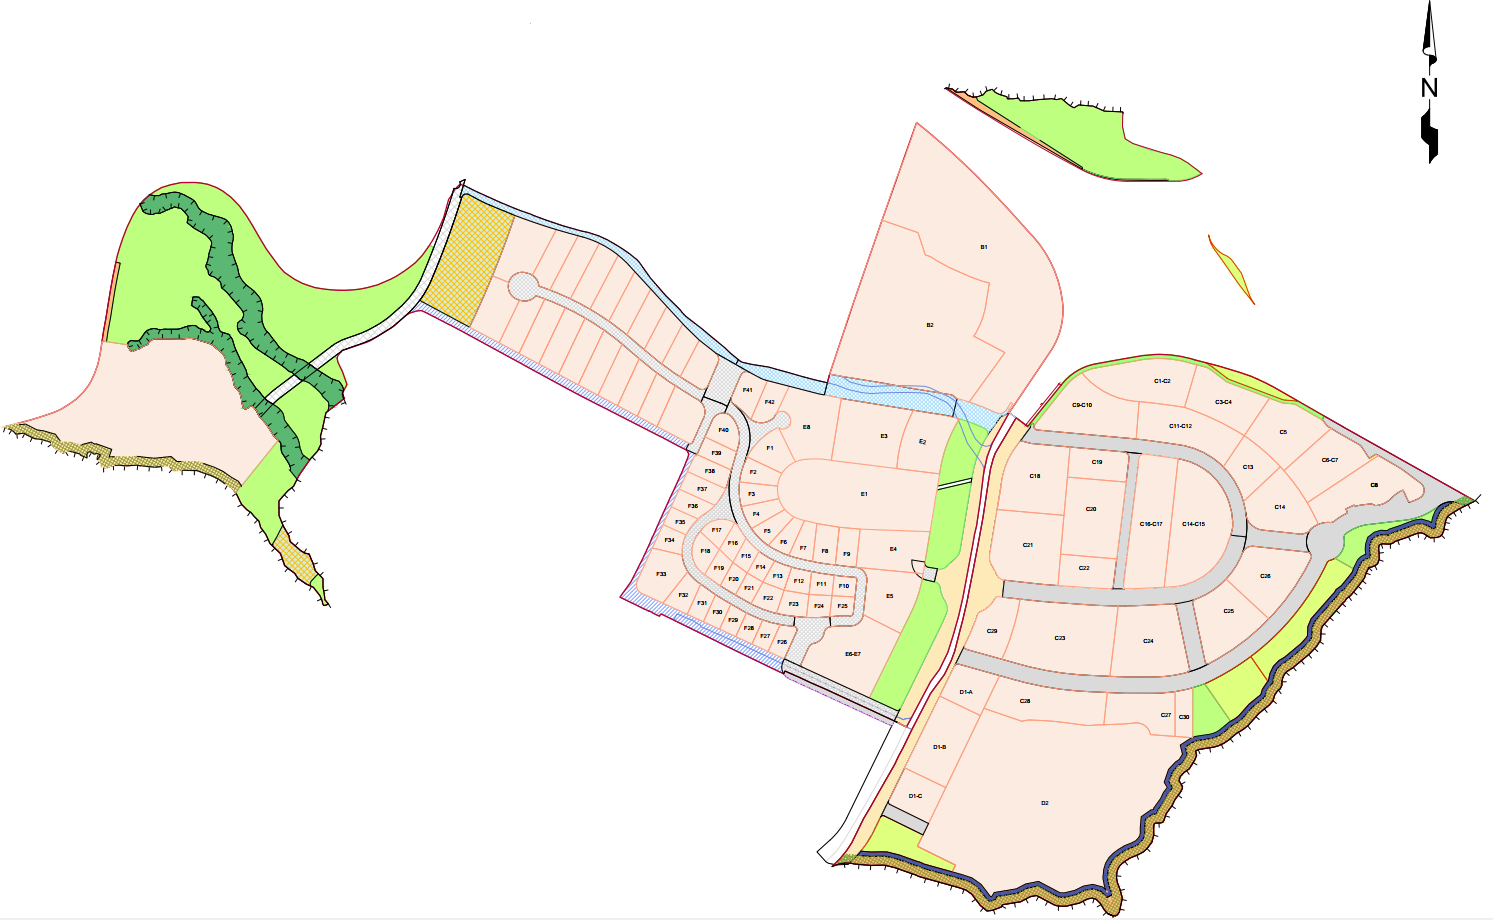 N
B1
B2
F41
F42
F40
F39
F38
F37
F36
F35
F34
F33
F1
F2
F3
F4
F5
F6
F7
F8
F9
F17
F16
F18
F15
F14
F13
F12
F11
F10
F19
F20
F21
F22
F23
F24
F25
F32
F31
F30
F29
F28
F27
F26
E8
E3
E2
E1
E4
E5
E6-E7
C1-C2
C3-C4
C9-C10
C11-C12
C5
C6-C7
C13
C8
C14
C18
C19
C20
C16-C17
C14-C15
C21
C22
C26
C25
C29
C23
C24
D1-A
C28
C27
C30
D1-B
D1-C
D2